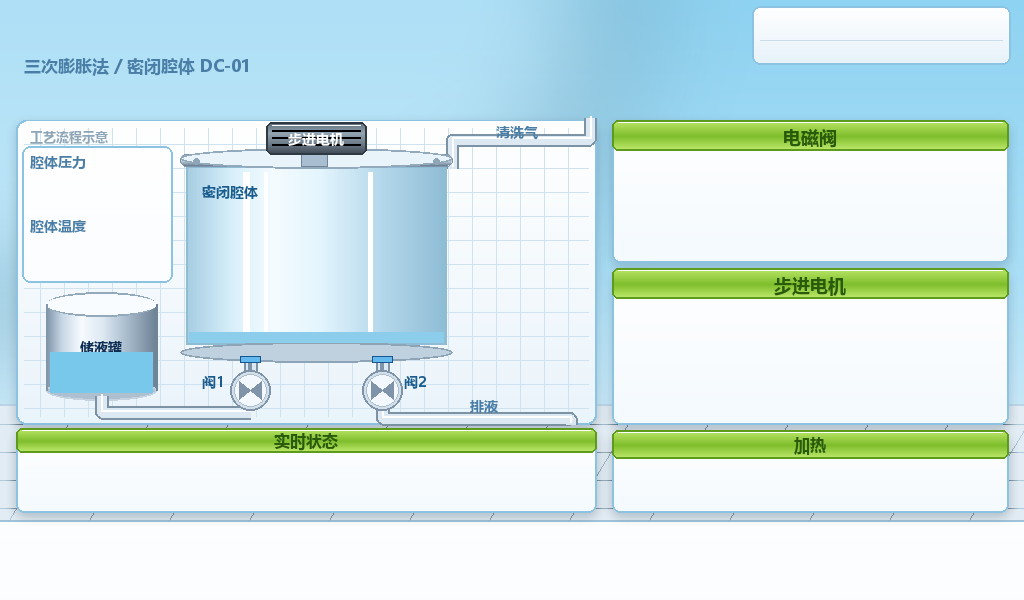 三次膨胀法 / 密闭腔体 DC-01
工艺流程示意
步进电机
清洗气
腔体压力
密闭腔体
腔体温度
储液罐
阀1
阀2
排液
实时状态
电磁阀
步进电机
加热